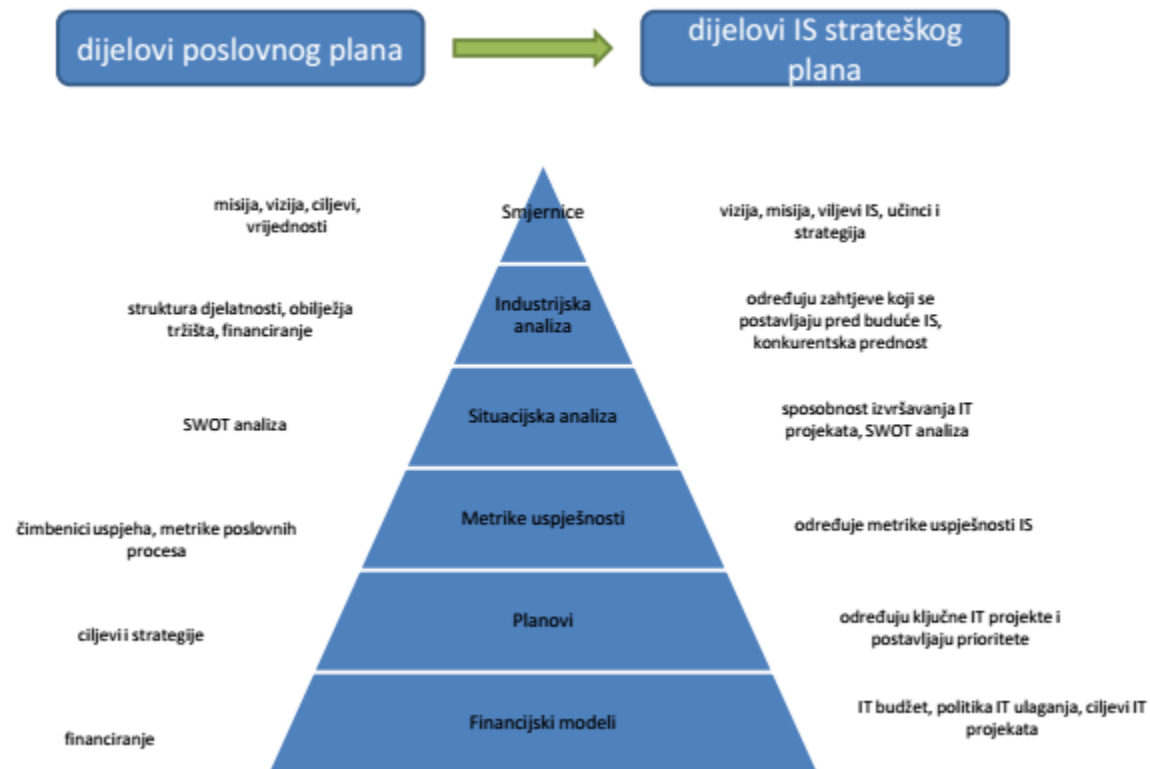 dijelovi poslovnog plana
dijelovi IS strateškog
plana
misija, vizija, ciljevi,
vrijednosti
Smjernice
vizija, misija, viljevi IS, učinci i
strategija
struktura djelatnosti, obilježja
tržišta, financiranje
Industrijska
analiza
određuju zahtjeve koji se
postavljaju pred buduće IS,
konkurentska prednost
SWOT analiza
Situacijska analiza
sposobnost izvršavanja IT
projekata, SWOT analiza
čimbenici uspjeha, metrike poslovnih
procesa
Metrike uspješnosti
određuje metrike uspješnosti IS
ciljevi i strategije
Planovi
određuju ključne IT projekte i
postavljaju prioritete
financiranje
Financijski modeli
IT budžet, politika IT ulaganja, ciljevi IT
projekata